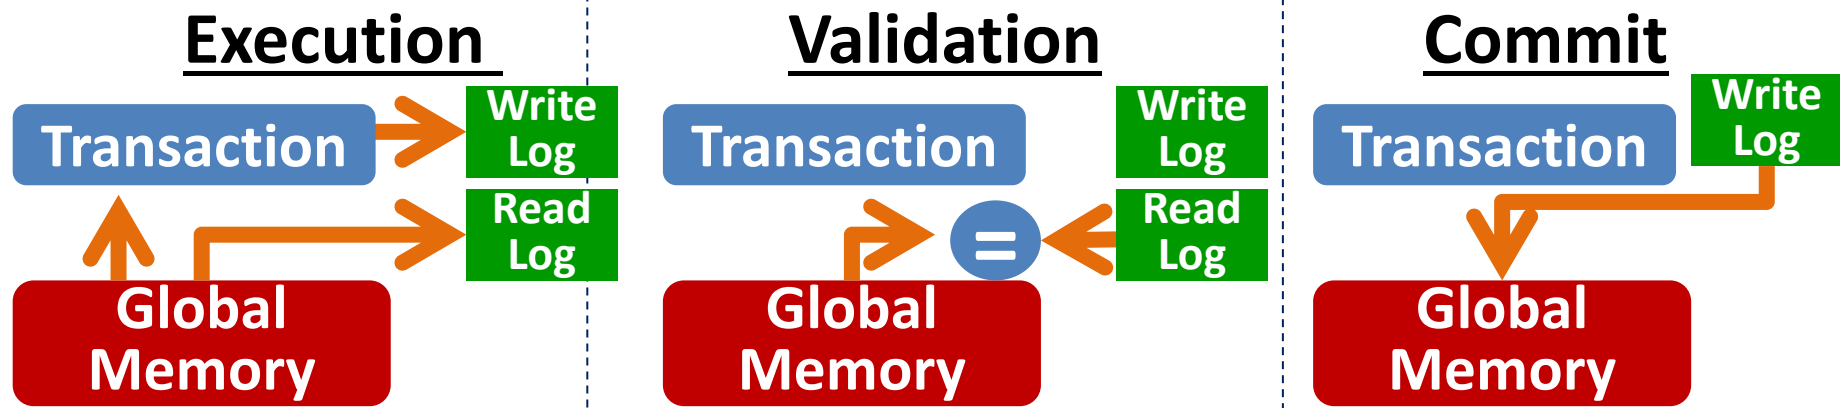 Execution
Transaction
Write
Log
Read
Log
Global
Memory
Validation
Transaction
Write
Log
=
Read
Log
Global
Memory
Commit
Transaction
Write
Log
Global
Memory